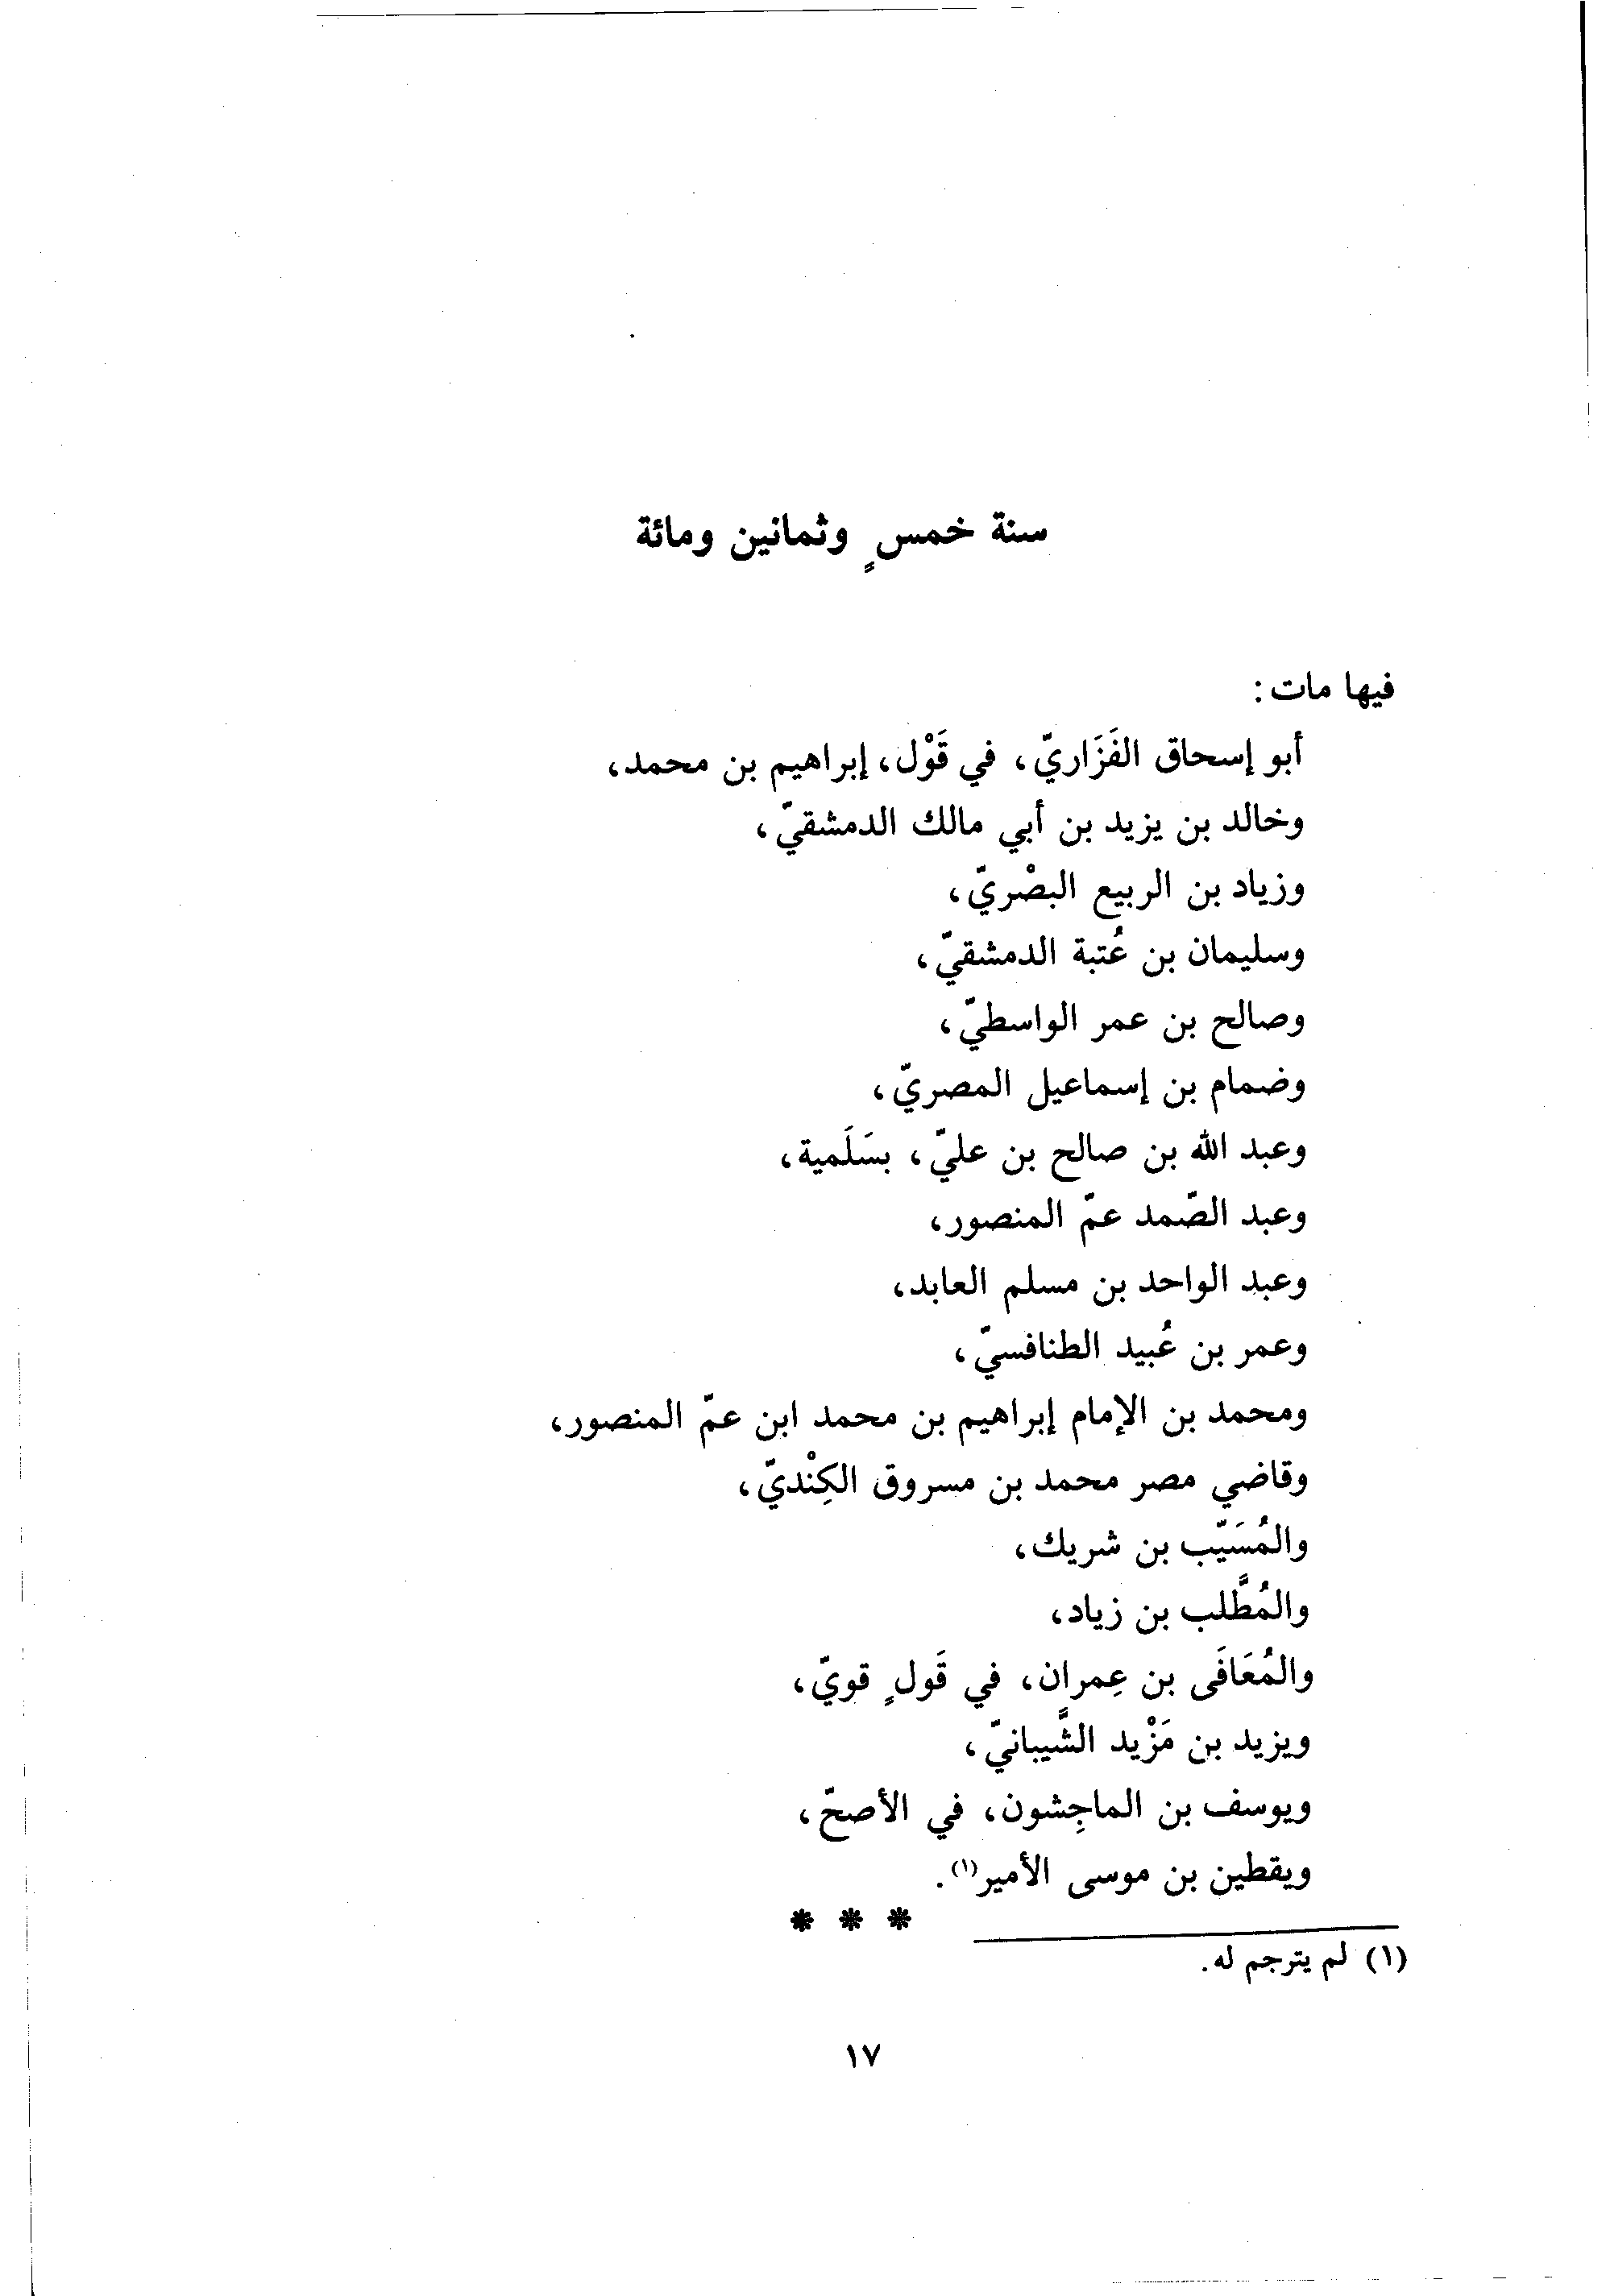 سنة خمسٍ وثمانين ومائة
فيها مات:
أبو إسحاق الفَزَاريّ، في قَوْل، إبراهيم بن محمد،
وخالد بن يزيد بن أبي مالك الدمشقيّ،
وزياد بن الربيع البصْريّ،
وسليمان بن عُتبة الدمشقيّ،
وصالح بن عمر الواسطيّ،
وضمام بن إسماعيل المصريّ،
وعبد الله بن صالح بن عليّ، بسَلَمية،
وعبد الصّمد عمّ المنصور،
وعبد الواحد بن مسلم العابد،
وعمر بن عُبيد الطنافسيّ،
ومحمد بن الإمام إبراهيم بن محمد ابن عمّ المنصور،
وقاضي مصر محمد بن مسروق الكِنْديّ،
والمُسَيّب بن شريك،
والمُطَّلب بن زياد،
والمُعَافَى بن عِمران، في قَولٍ قويّ،
ويزيد بن مَزْيد الشَّيبانيّ،
ويوسف بن الماجِشون، في الأصحّ،
ويقطين بن موسى الأمير(١).
* * *
(١) لم يترجم له.
١٧